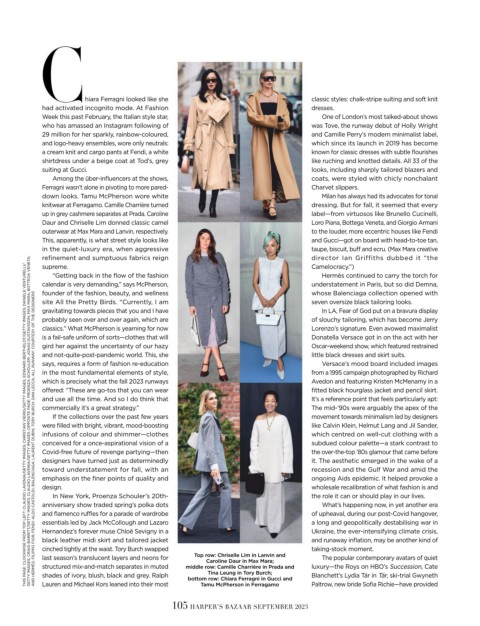 Chiara Ferragni looked like she
had activated incognito mode. At Fashion
Week this past February, the Italian style star,
who has amassed an Instagram following of
29 million for her sparkly, rainbow-coloured,
and logo-heavy ensembles, wore only neutrals:
a cream knit and cargo pants at Fendi, a white
shirtdress under a beige coat at Tod's, grey
suiting at Gucci.
Among the über-influencers at the shows,
Ferragni wasn't alone in pivoting to more pared-
down looks. Tamu McPherson wore white
knitwear at Ferragamo. Camille Charrière turned
up in grey cashmere separates at Prada. Caroline
Daur and Chriselle Lim donned classic camel
outerwear at Max Mara and Lanvin, respectively.
This, apparently, is what street style looks like
in the quiet-luxury era, when aggressive
refinement and sumptuous fabrics reign
supreme.
"Getting back in the flow of the fashion
calendar is very demanding," says McPherson,
founder of the fashion, beauty, and wellness
site All the Pretty Birds. "Currently, I am
gravitating towards pieces that you and I have
probably seen over and over again, which are
classics." What McPherson is yearning for now
is a fail-safe uniform of sorts—clothes that will
gird her against the uncertainty of our hazy
and not-quite-post-pandemic world. This, she
says, requires a form of fashion re-education
in the most fundamental elements of style,
which is precisely what the fall 2023 runways
offered: "These are go-tos that you can wear
and use all the time. And so I do think that
commercially it's a great strategy."
If the collections over the past few years
were filled with bright, vibrant, mood-boosting
infusions of colour and shimmer—clothes
conceived for a once-aspirational vision of a
Covid-free future of revenge partying—then
designers have turned just as determinedly
toward understatement for fall, with an
emphasis on the finer points of quality and
design.
In New York, Proenza Schouler's 20th-
anniversary show traded spring's polka dots
and flamenco ruffles for a parade of wardrobe
essentials led by Jack McCollough and Lazaro
Hernandez's forever muse Chloë Sevigny in a
black leather midi skirt and tailored jacket
cinched tightly at the waist. Tory Burch swapped
last season's translucent layers and neons for
structured mix-and-match separates in muted
shades of ivory, blush, black and grey. Ralph
Lauren and Michael Kors leaned into their most
Top row: Chriselle Lim in Lanvin and
Caroline Daur in Max Mara;
middle row: Camille Charrière in Prada and
Tina Leung in Tory Burch;
bottom row: Chiara Ferragni in Gucci and
Tamu McPherson in Ferragamo
classic styles: chalk-stripe suiting and soft knit
dresses.
One of London's most talked-about shows
was Tove, the runway debut of Holly Wright
and Camille Perry's modern minimalist label,
which since its launch in 2019 has become
known for classic dresses with subtle flourishes
like ruching and knotted details. All 33 of the
looks, including sharply tailored blazers and
coats, were styled with chicly nonchalant
Charvet slippers.
Milan has always had its advocates for tonal
dressing. But for fall, it seemed that every
label—from virtuosos like Brunello Cucinelli,
Loro Piana, Bottega Veneta, and Giorgio Armani
to the louder, more eccentric houses like Fendi
and Gucci—got on board with head-to-toe tan,
taupe, biscuit, buff and ecru. (Max Mara creative
director Ian Griffiths dubbed it "the
Camelocracy.")
Hermès continued to carry the torch for
understatement in Paris, but so did Demna,
whose Balenciaga collection opened with
seven oversize black tailoring looks.
In LA, Fear of God put on a bravura display
of slouchy tailoring, which has become Jerry
Lorenzo's signature. Even avowed maximalist
Donatella Versace got in on the act with her
Oscar-weekend show, which featured restrained
little black dresses and skirt suits.
Versace's mood board included images
from a 1995 campaign photographed by Richard
Avedon and featuring Kristen McMenamy in a
fitted black houriglass jacket and pencil skirt.
It's a reference point that feels particularly apt:
The mid-'90s were arguably the apex of the
movement towards minimalism led by designers
like Calvin Klein, Helmut Lang and Jil Sander,
which centred on well-cut clothing with a
subdued colour palette—a stark contrast to
the over-the-top '80s glamour that came before
it. The aesthetic emerged in the wake of a
recession and the Gulf War and amid the
ongoing Aids epidemic. It helped provoke a
wholesale recalibration of what fashion is and
the role it can or should play in our lives.
What's happening now, in yet another era
of upheaval, during our post-Covid hangover,
a long and geopolitically destabilising war in
Ukraine, the ever-intensifying climate crisis,
and runaway inflation, may be another kind of
taking-stock moment.
The popular contemporary avatars of quiet
luxury—the Roys on HBO's Succession, Cate
Blanchett's Lydia Tár in Tár, ski-trial Gwyneth
Paltrow, new bride Sofia Richie—have provided
105 HARPER'S BAZAAR SEPTEMBER 2023